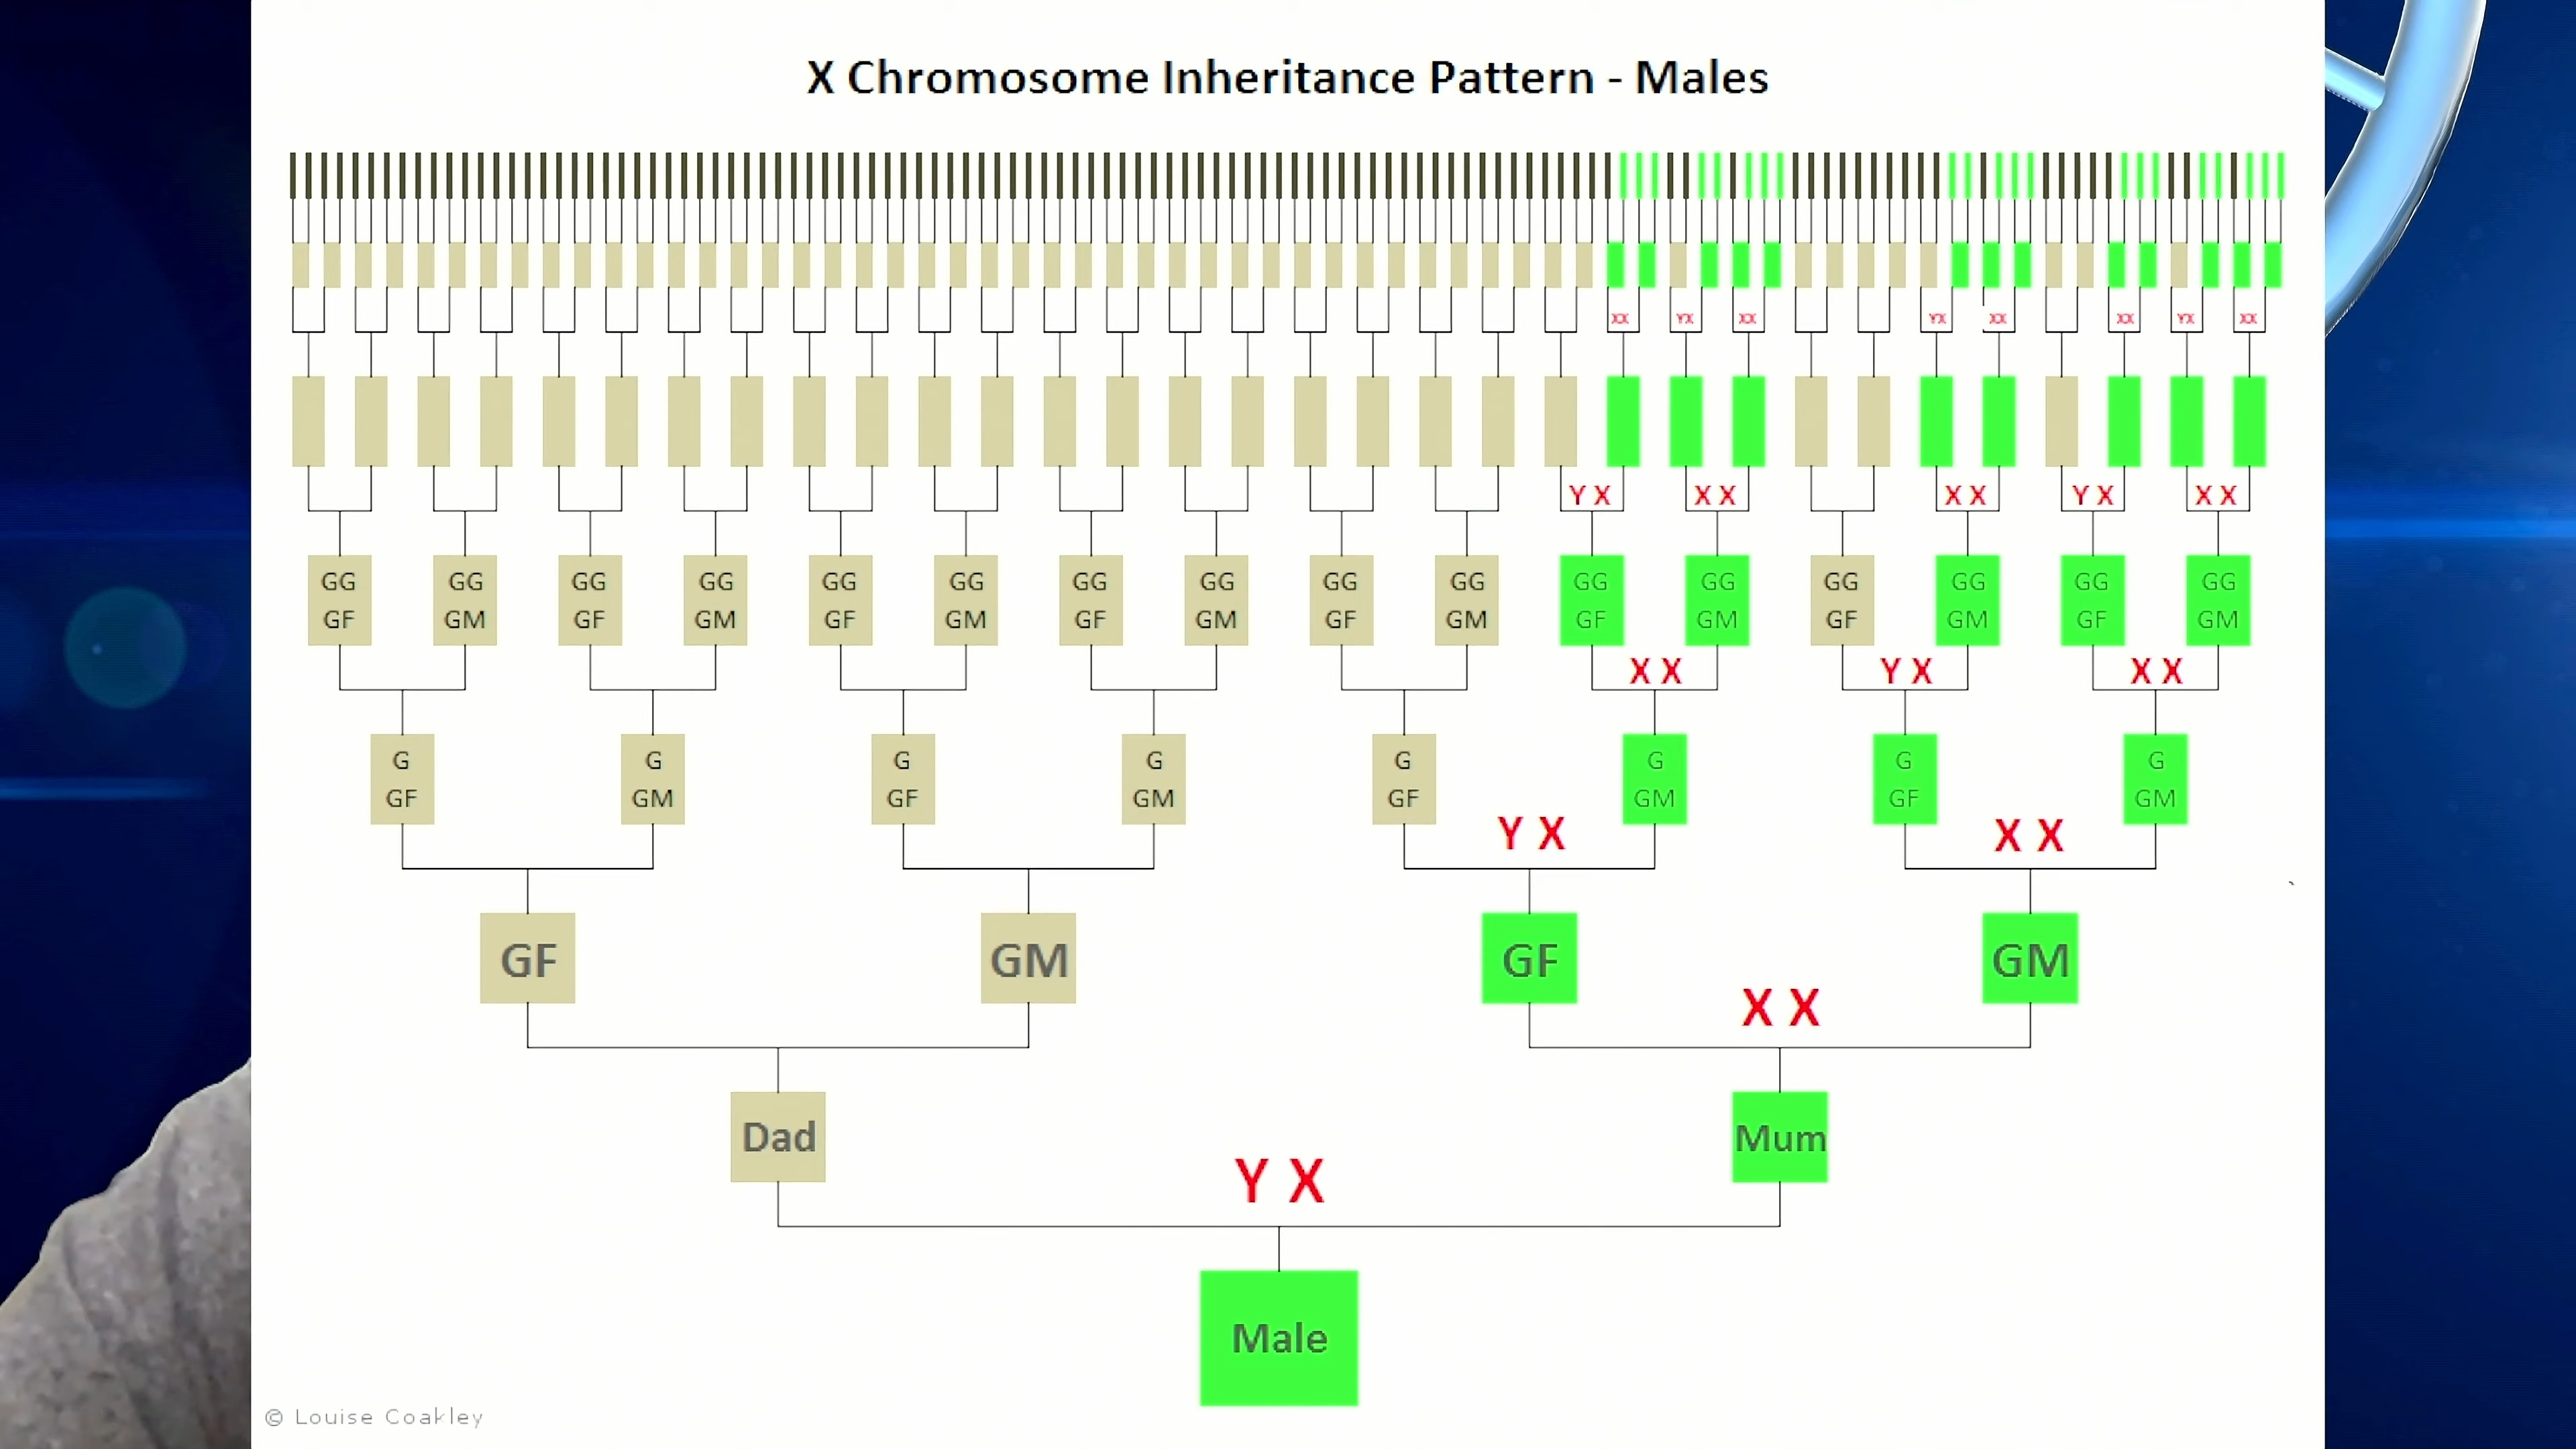 X Chromosome Inheritance Pattern - Males
XX YX XX YX XX XX YX XX
Y X X X X X Y X X X
GG GG GG GG GG GG GG GG GG GG GG GG GG GG GG GG
GF GM GF GM GF GM GF GM GF GM GF GM GF GM GF GM
X X Y X X X
G G G G G G G G
GF GM GF GM GF GM GF GM
Y X X X
GF GM GF GM
X X
Dad Mum
Y X
Male
© Louise Coakley